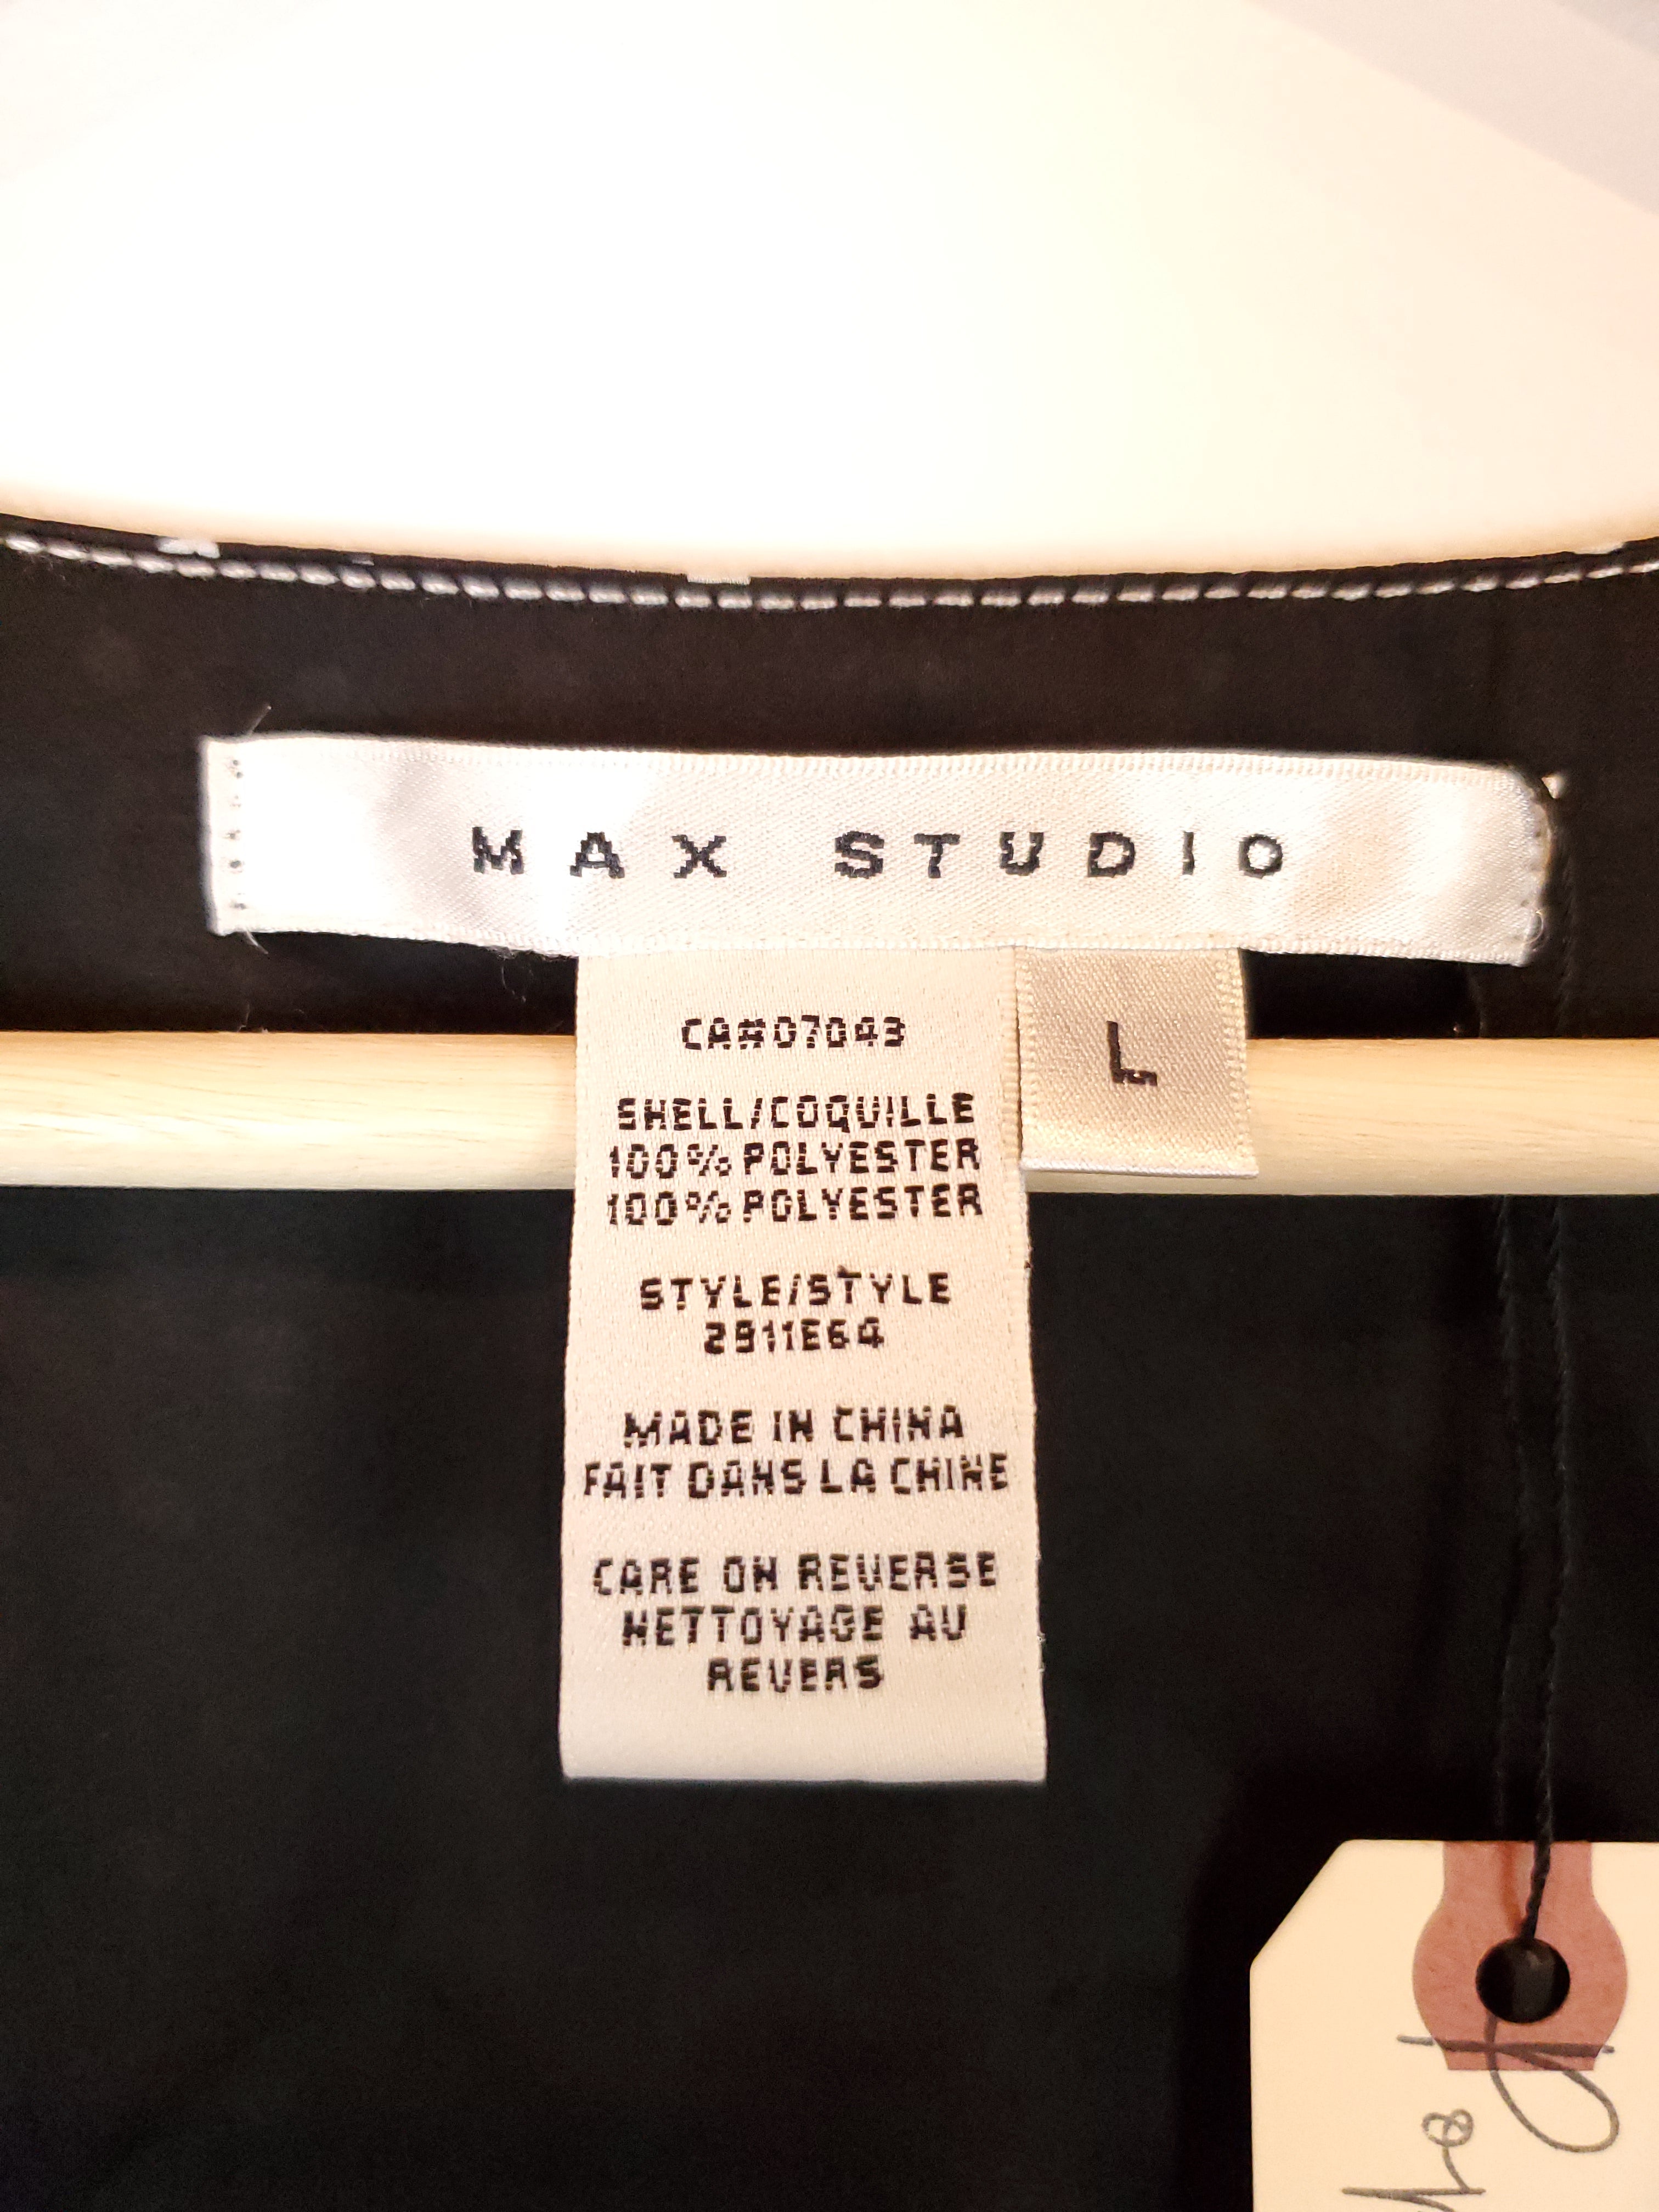 MAX STUDIO
CA#07043
L
SHELL/COQUILLE
100% POLYESTER
100% POLYESTER
STYLE/STYLE
2911E64
MADE IN CHINA
FAIT DANS LA CHINE
CARE ON REVERSE
NETTOYAGE AU
REVERS